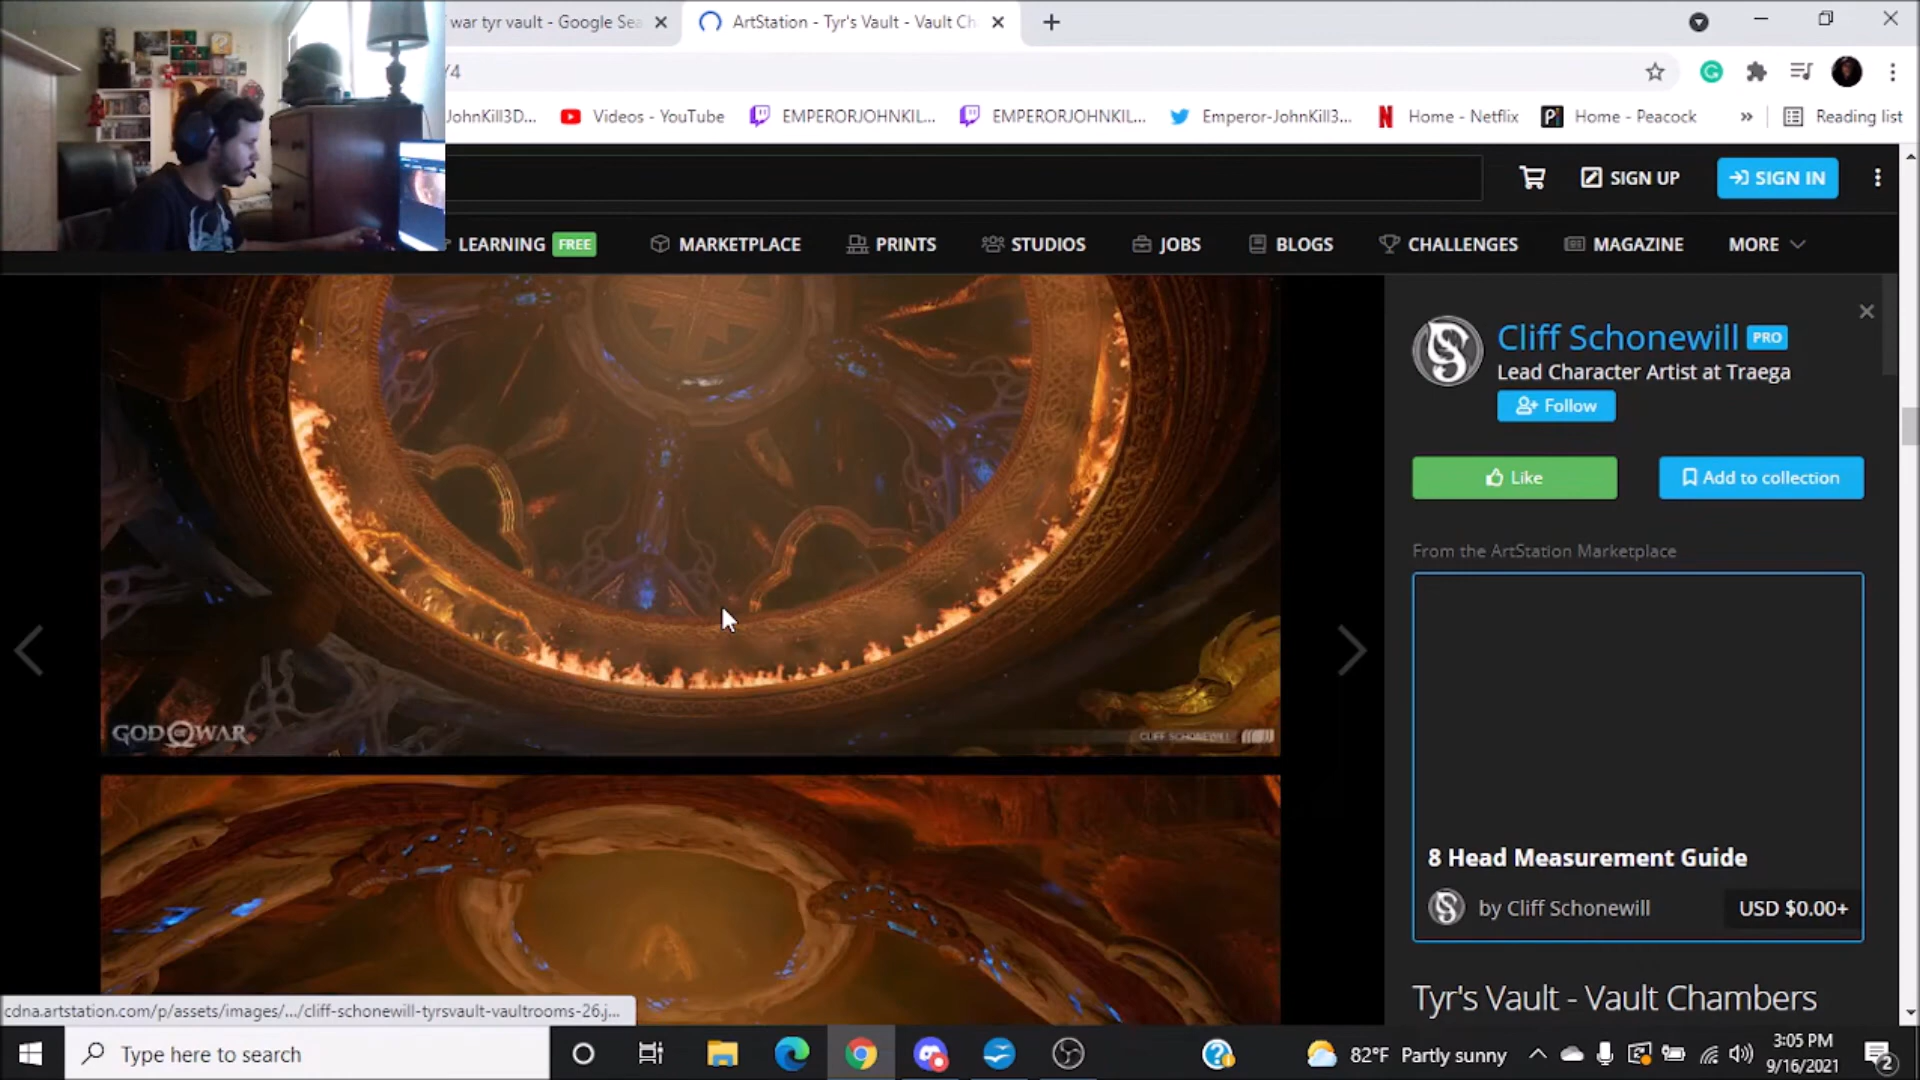 war tyr vault - Google Sea
ArtStation - Tyr's Vault - Vault Ch
/4
JohnKill3D...
Videos - YouTube
EMPERORJOHNKIL...
EMPERORJOHNKIL...
Emperor-JohnKill3...
Home - Netflix
Home - Peacock
Reading list
SIGN UP
SIGN IN
LEARNING FREE
MARKETPLACE
PRINTS
STUDIOS
JOBS
BLOGS
CHALLENGES
MAGAZINE
MORE
Cliff Schonewill PRO
Lead Character Artist at Traega
Follow
Like
Add to collection
From the ArtStation Marketplace
GOD OF WAR
CLIFF SCHONEWILL
8 Head Measurement Guide
by Cliff Schonewill
USD $0.00+
Tyr's Vault - Vault Chambers
cdna.artstation.com/p/assets/images/.../cliff-schonewill-tyrsvault-vaultrooms-26.j...
Type here to search
82°F Partly sunny
3:05 PM
9/16/2021
2